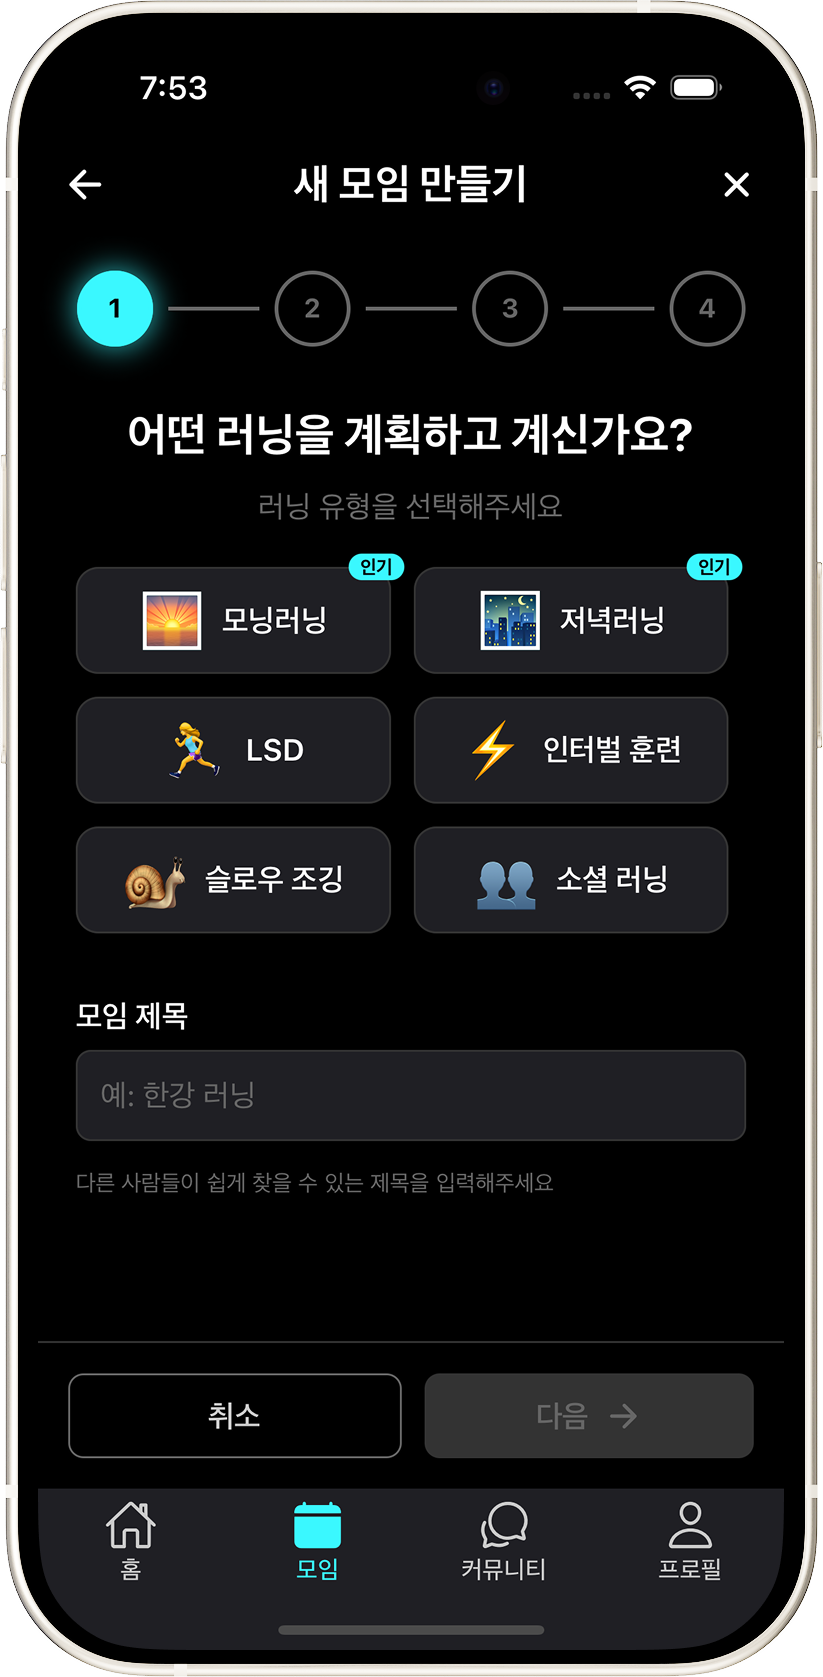 7:53
새 모임 만들기
1 2 3 4
어떤 러닝을 계획하고 계신가요?
러닝 유형을 선택해주세요
인기 인기
모닝러닝 저녁러닝
LSD 인터벌 훈련
슬로우 조깅 소셜 러닝
모임 제목
예: 한강 러닝
다른 사람들이 쉽게 찾을 수 있는 제목을 입력해주세요
취소 다음 →
홈 모임 커뮤니티 프로필